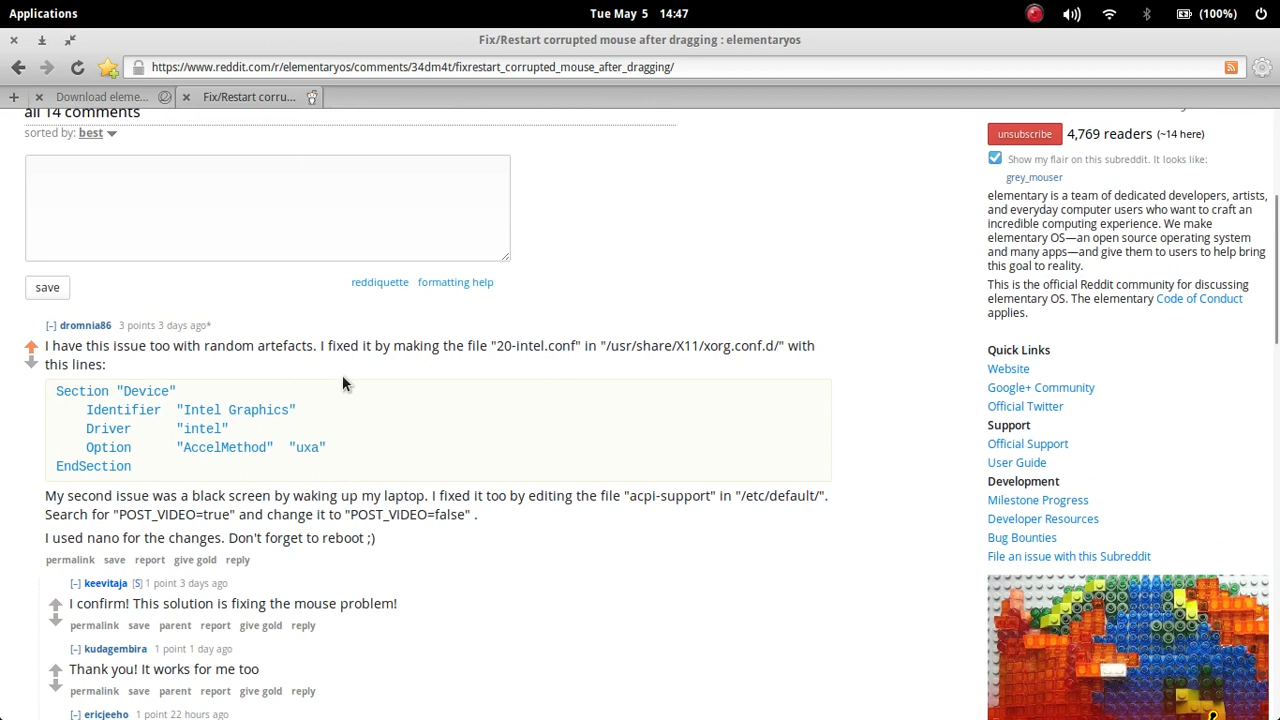 Applications
Tue May 5 14:47
(100%)
Fix/Restart corrupted mouse after dragging : elementaryos
https://www.reddit.com/r/elementaryos/comments/34dm4t/fixrestart_corrupted_mouse_after_dragging/
Download eleme...
Fix/Restart corru...
all 14 comments
sorted by: best
save
reddiquette formatting help
[–] dromnia86 3 points 3 days ago*
I have this issue too with random artefacts. I fixed it by making the file "20-intel.conf" in "/usr/share/X11/xorg.conf.d/" with
this lines:
Section "Device"
Identifier "Intel Graphics"
Driver "intel"
Option "AccelMethod" "uxa"
EndSection
My second issue was a black screen by waking up my laptop. I fixed it too by editing the file "acpi-support" in "/etc/default/".
Search for "POST_VIDEO=true" and change it to "POST_VIDEO=false" .
I used nano for the changes. Don't forget to reboot ;)
permalink save report give gold reply
[–] keevitaja [S] 1 point 3 days ago
I confirm! This solution is fixing the mouse problem!
permalink save parent report give gold reply
[–] kudagembira 1 point 1 day ago
Thank you! It works for me too
permalink save parent report give gold reply
[–] ericjeeho 1 point 22 hours ago
unsubscribe 4,769 readers (~14 here)
Show my flair on this subreddit. It looks like:
grey_mouser
elementary is a team of dedicated developers, artists,
and everyday computer users who want to craft an
incredible computing experience. We make
elementary OS—an open source operating system
and many apps—and give them to users to help bring
this goal to reality.
This is the official Reddit community for discussing
elementary OS. The elementary Code of Conduct
applies.
Quick Links
Website
Google+ Community
Official Twitter
Support
Official Support
User Guide
Development
Milestone Progress
Developer Resources
Bug Bounties
File an issue with this Subreddit